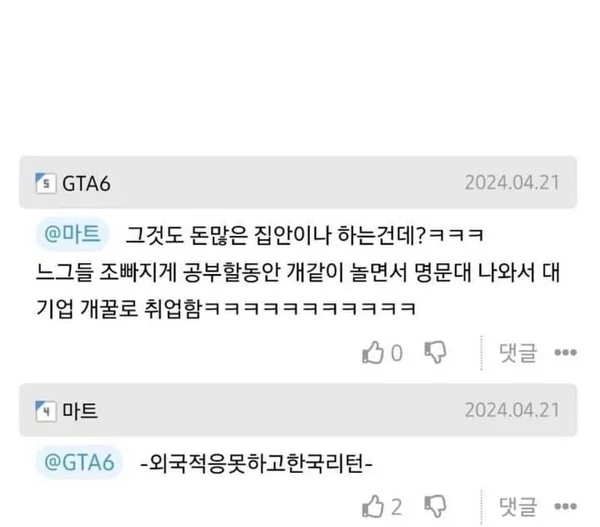 5 GTA6 2024.04.21
@마트 그것도 돈많은 집안이나 하는건데?ㅋㅋㅋ
느그들 조빠지게 공부할동안 개같이 놀면서 명문대 나와서 대
기업 개꿀로 취업함ㅋㅋㅋㅋㅋㅋㅋㅋㅋㅋㅋ
0 댓글
4 마트 2024.04.21
@GTA6 -외국적응못하고한국리턴-
2 댓글